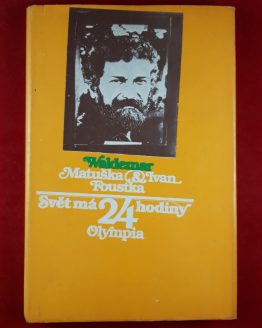 Waldemar
Matuška & Ivan
Foustka
Svět má 24 hodiny
Olympia